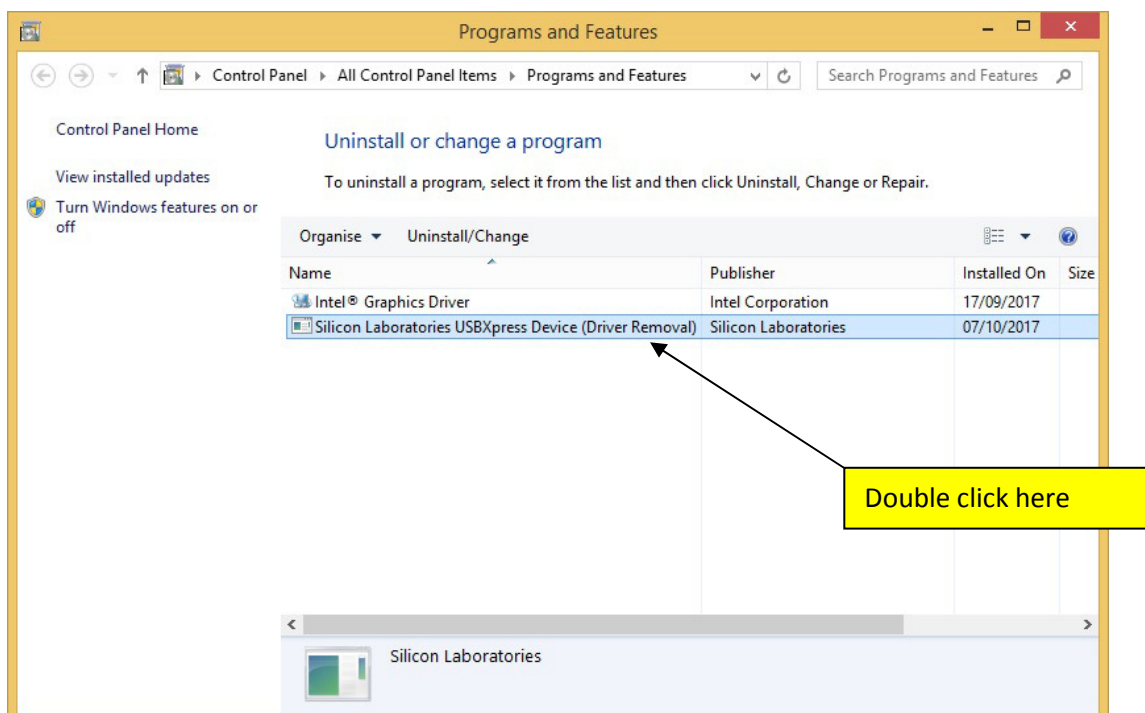 Programs and Features
Control Panel All Control Panel Items Programs and Features
Search Programs and Features
Control Panel Home
View installed updates
Turn Windows features on or
off
Uninstall or change a program
To uninstall a program, select it from the list and then click Uninstall, Change or Repair.
Organise Uninstall/Change
Name Publisher Installed On Size
Intel® Graphics Driver Intel Corporation 17/09/2017
Silicon Laboratories USBXpress Device (Driver Removal) Silicon Laboratories 07/10/2017
Double click here
Silicon Laboratories